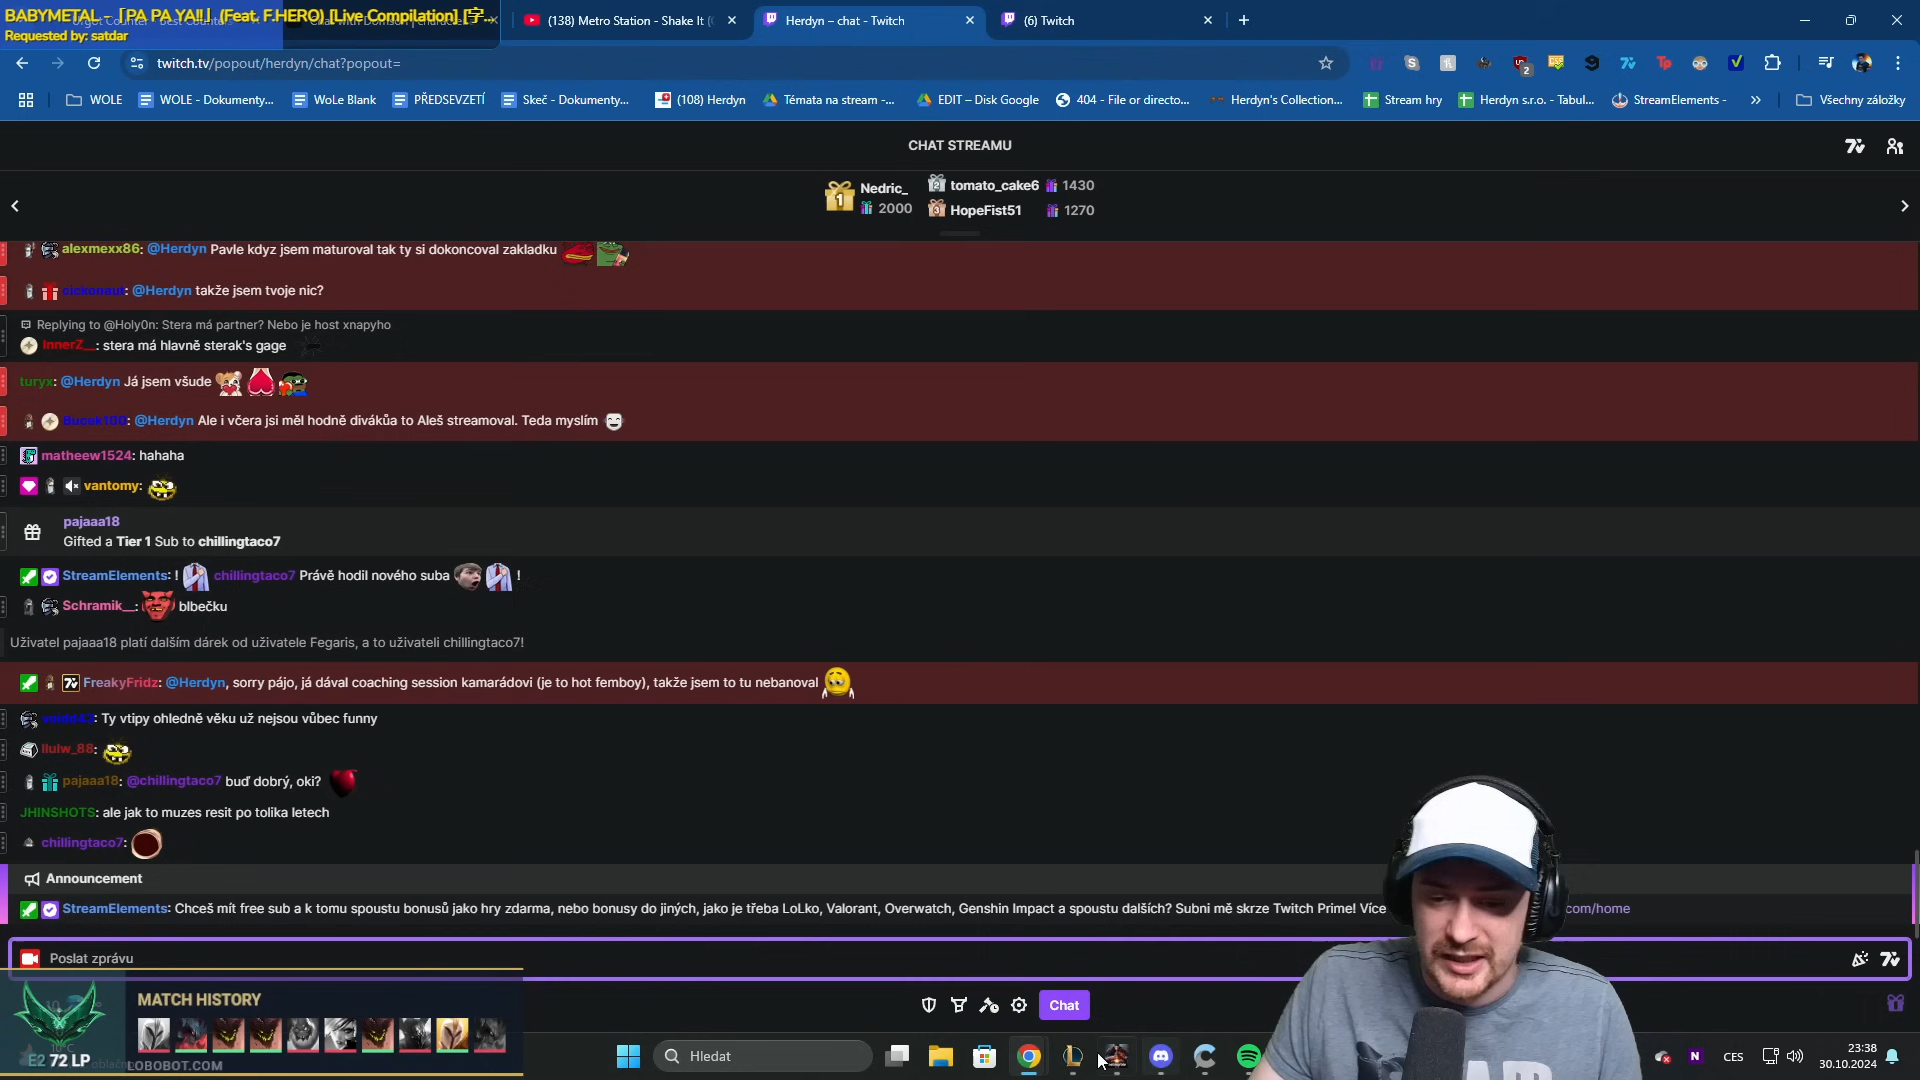 BABYMETAL - 「PA PA YA!!」 (Feat. F.HERO) [Live Compilation] [字...
Requested by: satdar
(138) Metro Station - Shake It (
Herdyn – chat - Twitch
(6) Twitch
twitch.tv/popout/herdyn/chat?popout=
2
WOLE
WOLE - Dokumenty...
WoLe Blank
PŘEDSEVZETÍ
Skeč - Dokumenty...
(108) Herdyn
Témata na stream -...
EDIT – Disk Google
404 - File or directo...
Herdyn's Collection...
Stream hry
Herdyn s.r.o. - Tabul...
StreamElements -
Všechny záložky
CHAT STREAMU
1 Nedric_ 2000
2 tomato_cake6 1430
3 HopeFist51 1270
alexmexx86: @Herdyn Pavle kdyz jsem maturoval tak ty si dokoncoval zakladku
@Herdyn takže jsem tvoje nic?
Replying to @Holy0n: Stera má partner? Nebo je host xnapyho
InnerZ__: stera má hlavně sterak's gage
turyx: @Herdyn Já jsem všude
@Herdyn Ale i včera jsi měl hodně divákůa to Aleš streamoval. Teda myslím
matheew1524: hahaha
vantomy:
pajaaa18
Gifted a Tier 1 Sub to chillingtaco7
StreamElements: ! chillingtaco7 Právě hodil nového suba !
Schramik__: blbečku
Uživatel pajaaa18 platí dalším dárek od uživatele Fegaris, a to uživateli chillingtaco7!
FreakyFridz: @Herdyn, sorry pájo, já dával coaching session kamarádovi (je to hot femboy), takže jsem to tu nebanoval
Ty vtipy ohledně věku už nejsou vůbec funny
llulw_88:
pajaaa18: @chillingtaco7 buď dobrý, oki?
JHINSHOTS: ale jak to muzes resit po tolika letech
chillingtaco7:
Announcement
StreamElements: Chceš mít free sub a k tomu spoustu bonusů jako hry zdarma, nebo bonusy do jiných, jako je třeba LoLko, Valorant, Overwatch, Genshin Impact a spoustu dalších? Subni mě skrze Twitch Prime! Více com/home
Poslat zprávu
MATCH HISTORY
Chat
E2 72 LP
LOBOBOT.COM
Hledat
CES
23:38
30.10.2024